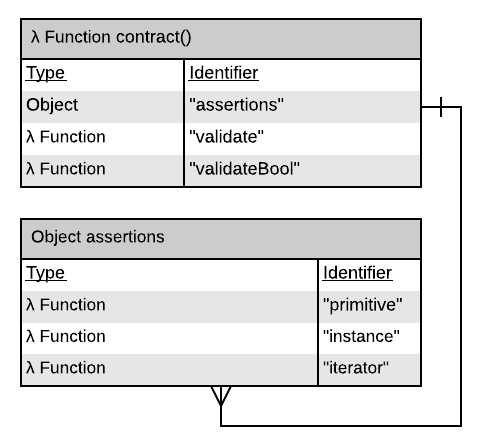 λ Function contract()
Type Identifier
Object "assertions"
λ Function "validate"
λ Function "validateBool"
Object assertions
Type Identifier
λ Function "primitive"
λ Function "instance"
λ Function "iterator"